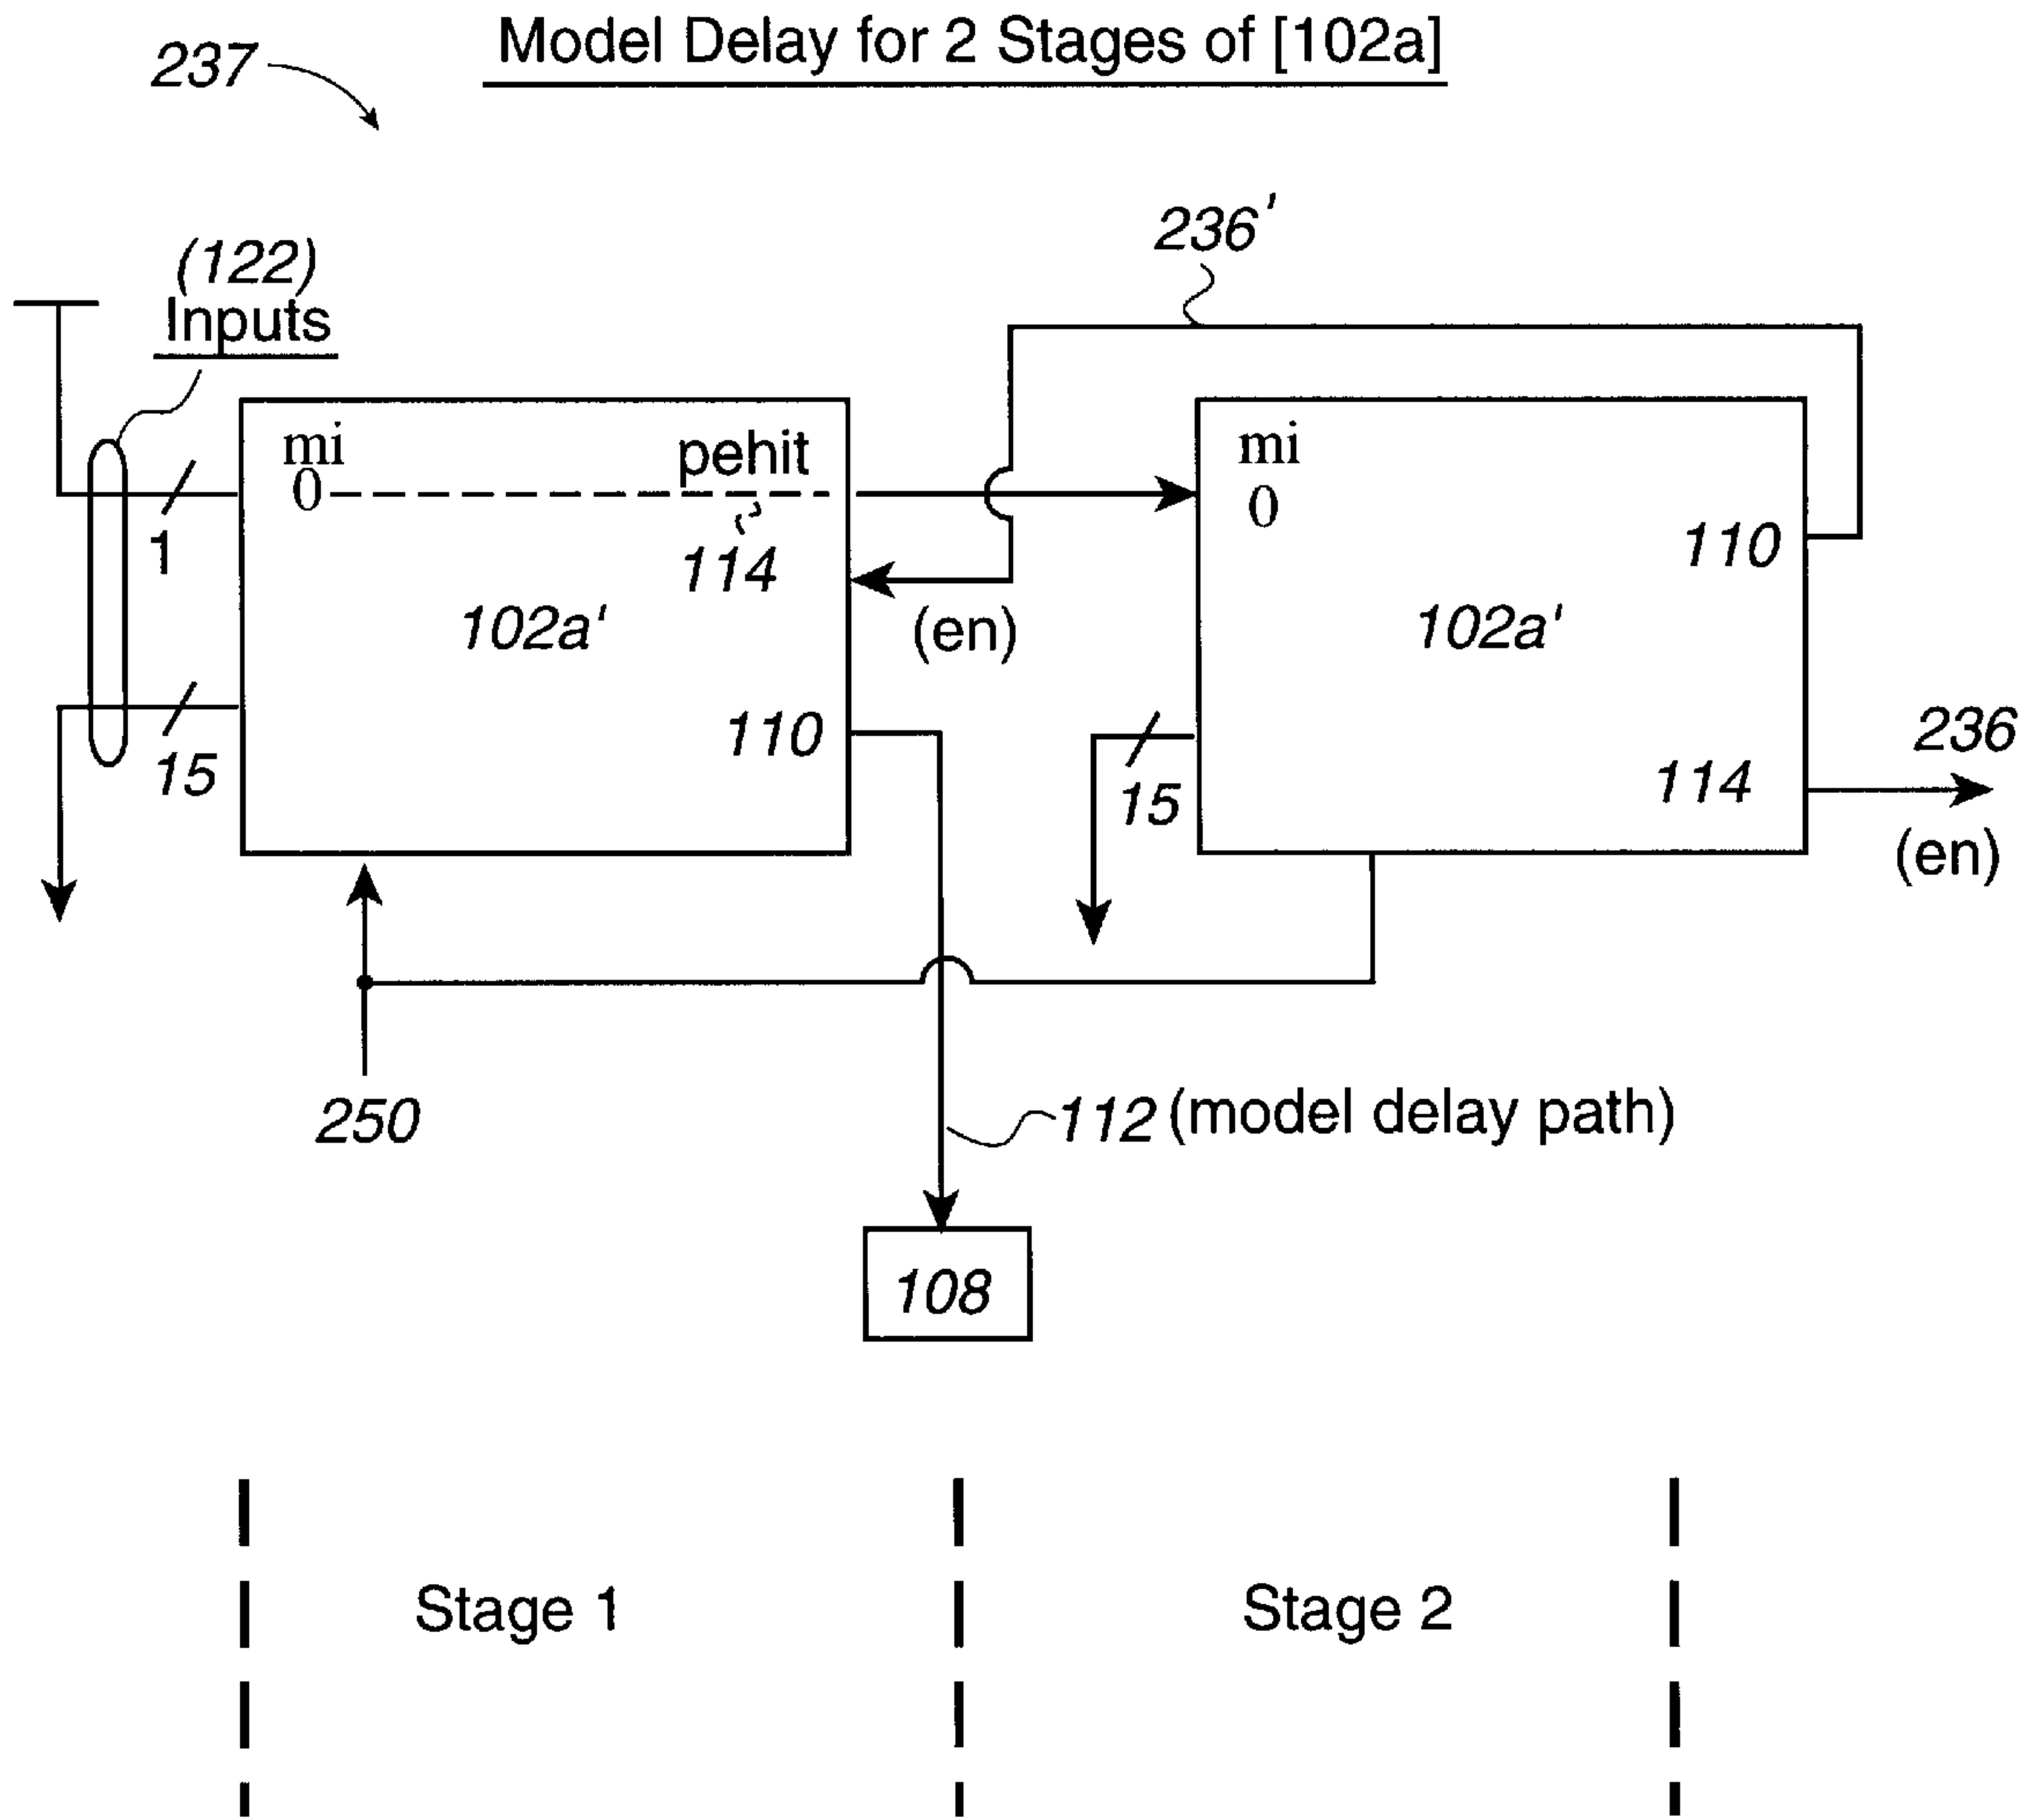 Model Delay for 2 Stages of [102a]
237
236'
(122)
Inputs
mi
0
pehit
114
1
102a'
110
15
(en)
mi
0
110
102a'
15
114
236
(en)
250
112 (model delay path)
108
Stage 1
Stage 2